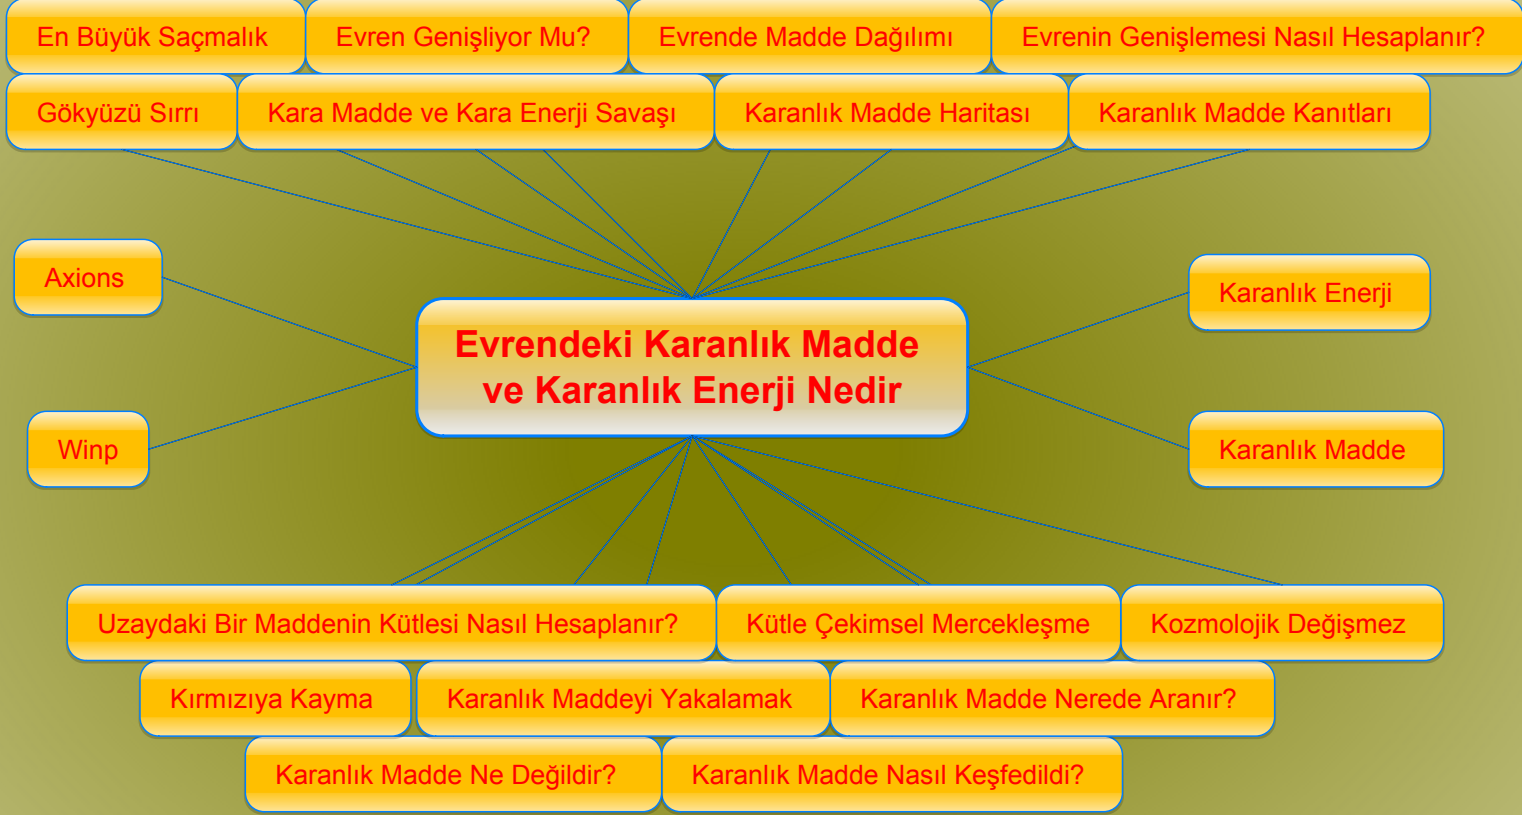 En Büyük Saçmalık
Evren Genişliyor Mu?
Evrende Madde Dağılımı
Evrenin Genişlemesi Nasıl Hesaplanır?
Gökyüzü Sırrı
Kara Madde ve Kara Enerji Savaşı
Karanlık Madde Haritası
Karanlık Madde Kanıtları
Axions
Karanlık Enerji
Evrendeki Karanlık Madde
ve Karanlık Enerji Nedir
Winp
Karanlık Madde
Uzaydaki Bir Maddenin Kütlesi Nasıl Hesaplanır?
Kütle Çekimsel Mercekleşme
Kozmolojik Değişmez
Kırmızıya Kayma
Karanlık Maddeyi Yakalamak
Karanlık Madde Nerede Aranır?
Karanlık Madde Ne Değildir?
Karanlık Madde Nasıl Keşfedildi?